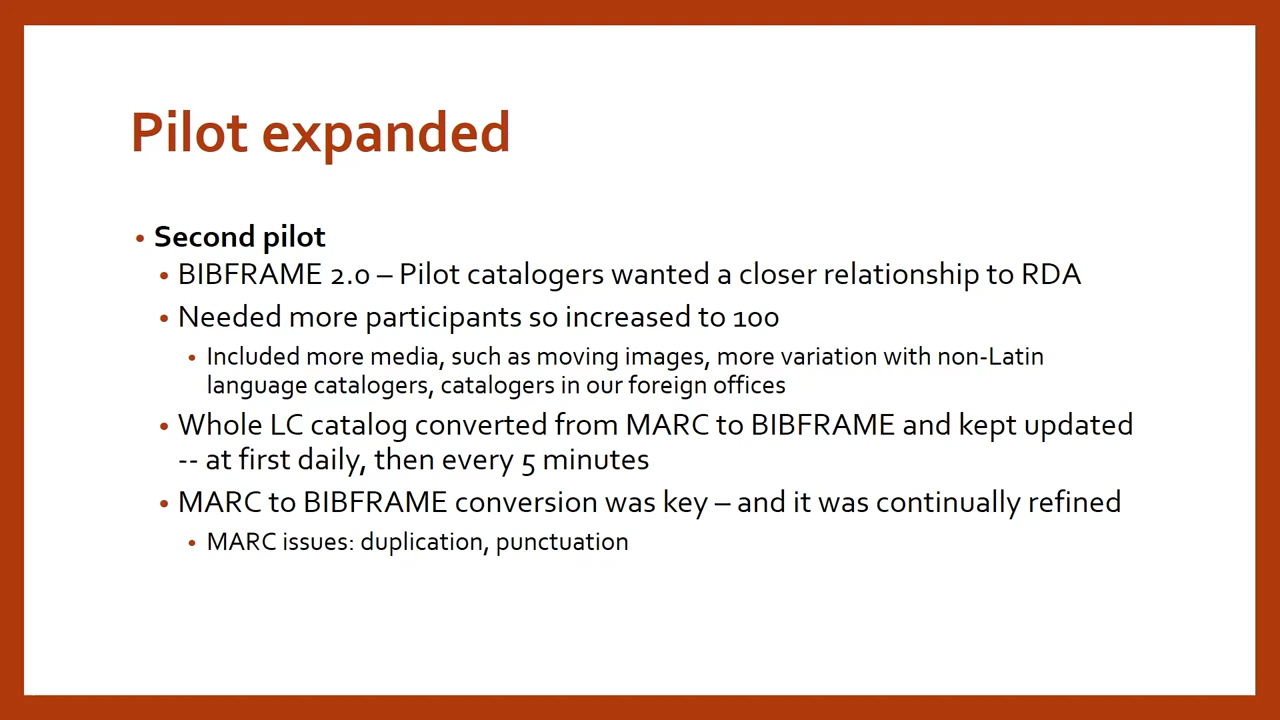 Pilot expanded
• Second pilot
• BIBFRAME 2.0 – Pilot catalogers wanted a closer relationship to RDA
• Needed more participants so increased to 100
• Included more media, such as moving images, more variation with non-Latin
language catalogers, catalogers in our foreign offices
• Whole LC catalog converted from MARC to BIBFRAME and kept updated
-- at first daily, then every 5 minutes
• MARC to BIBFRAME conversion was key – and it was continually refined
• MARC issues: duplication, punctuation